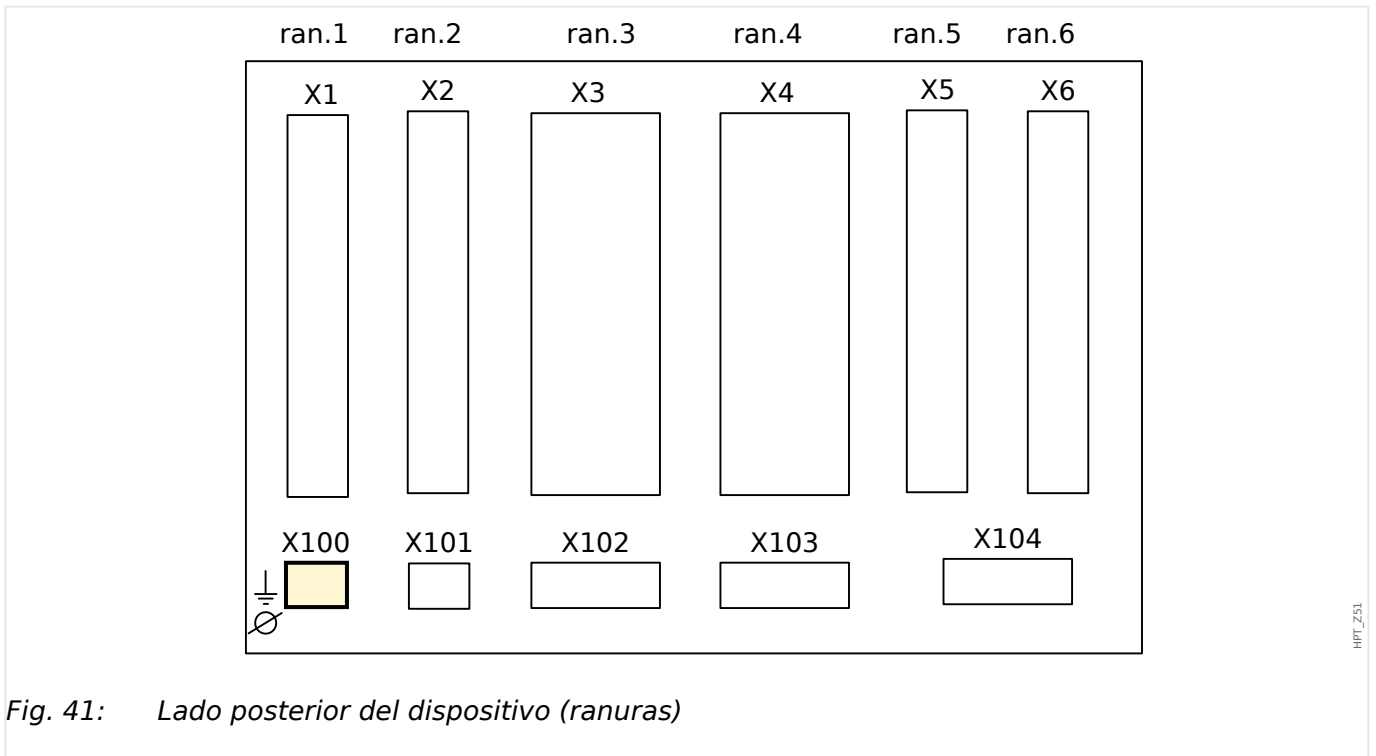 ran.1 ran.2 ran.3 ran.4 ran.5 ran.6
X1 X2 X3 X4 X5 X6
X100 X101 X102 X103 X104
HPT_Z51
Fig. 41: Lado posterior del dispositivo (ranuras)